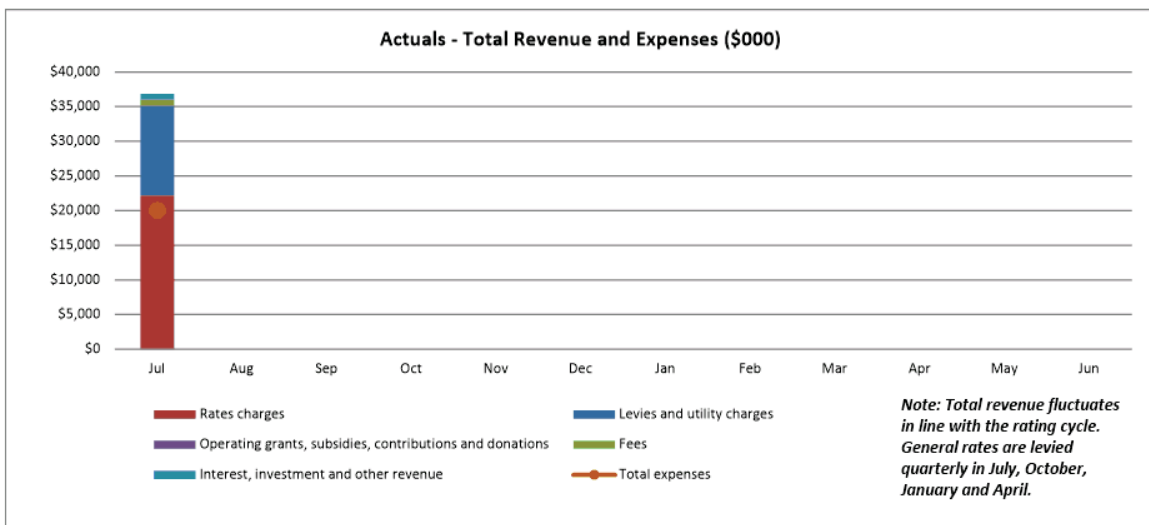 Actuals - Total Revenue and Expenses ($000)
$40,000
$35,000
$30,000
$25,000
$20,000
$15,000
$10,000
$5,000
$0
Jul Aug Sep Oct Nov Dec Jan Feb Mar Apr May Jun
Rates charges Levies and utility charges
Operating grants, subsidies, contributions and donations Fees
Interest, investment and other revenue Total expenses
Note: Total revenue fluctuates
in line with the rating cycle.
General rates are levied
quarterly in July, October,
January and April.